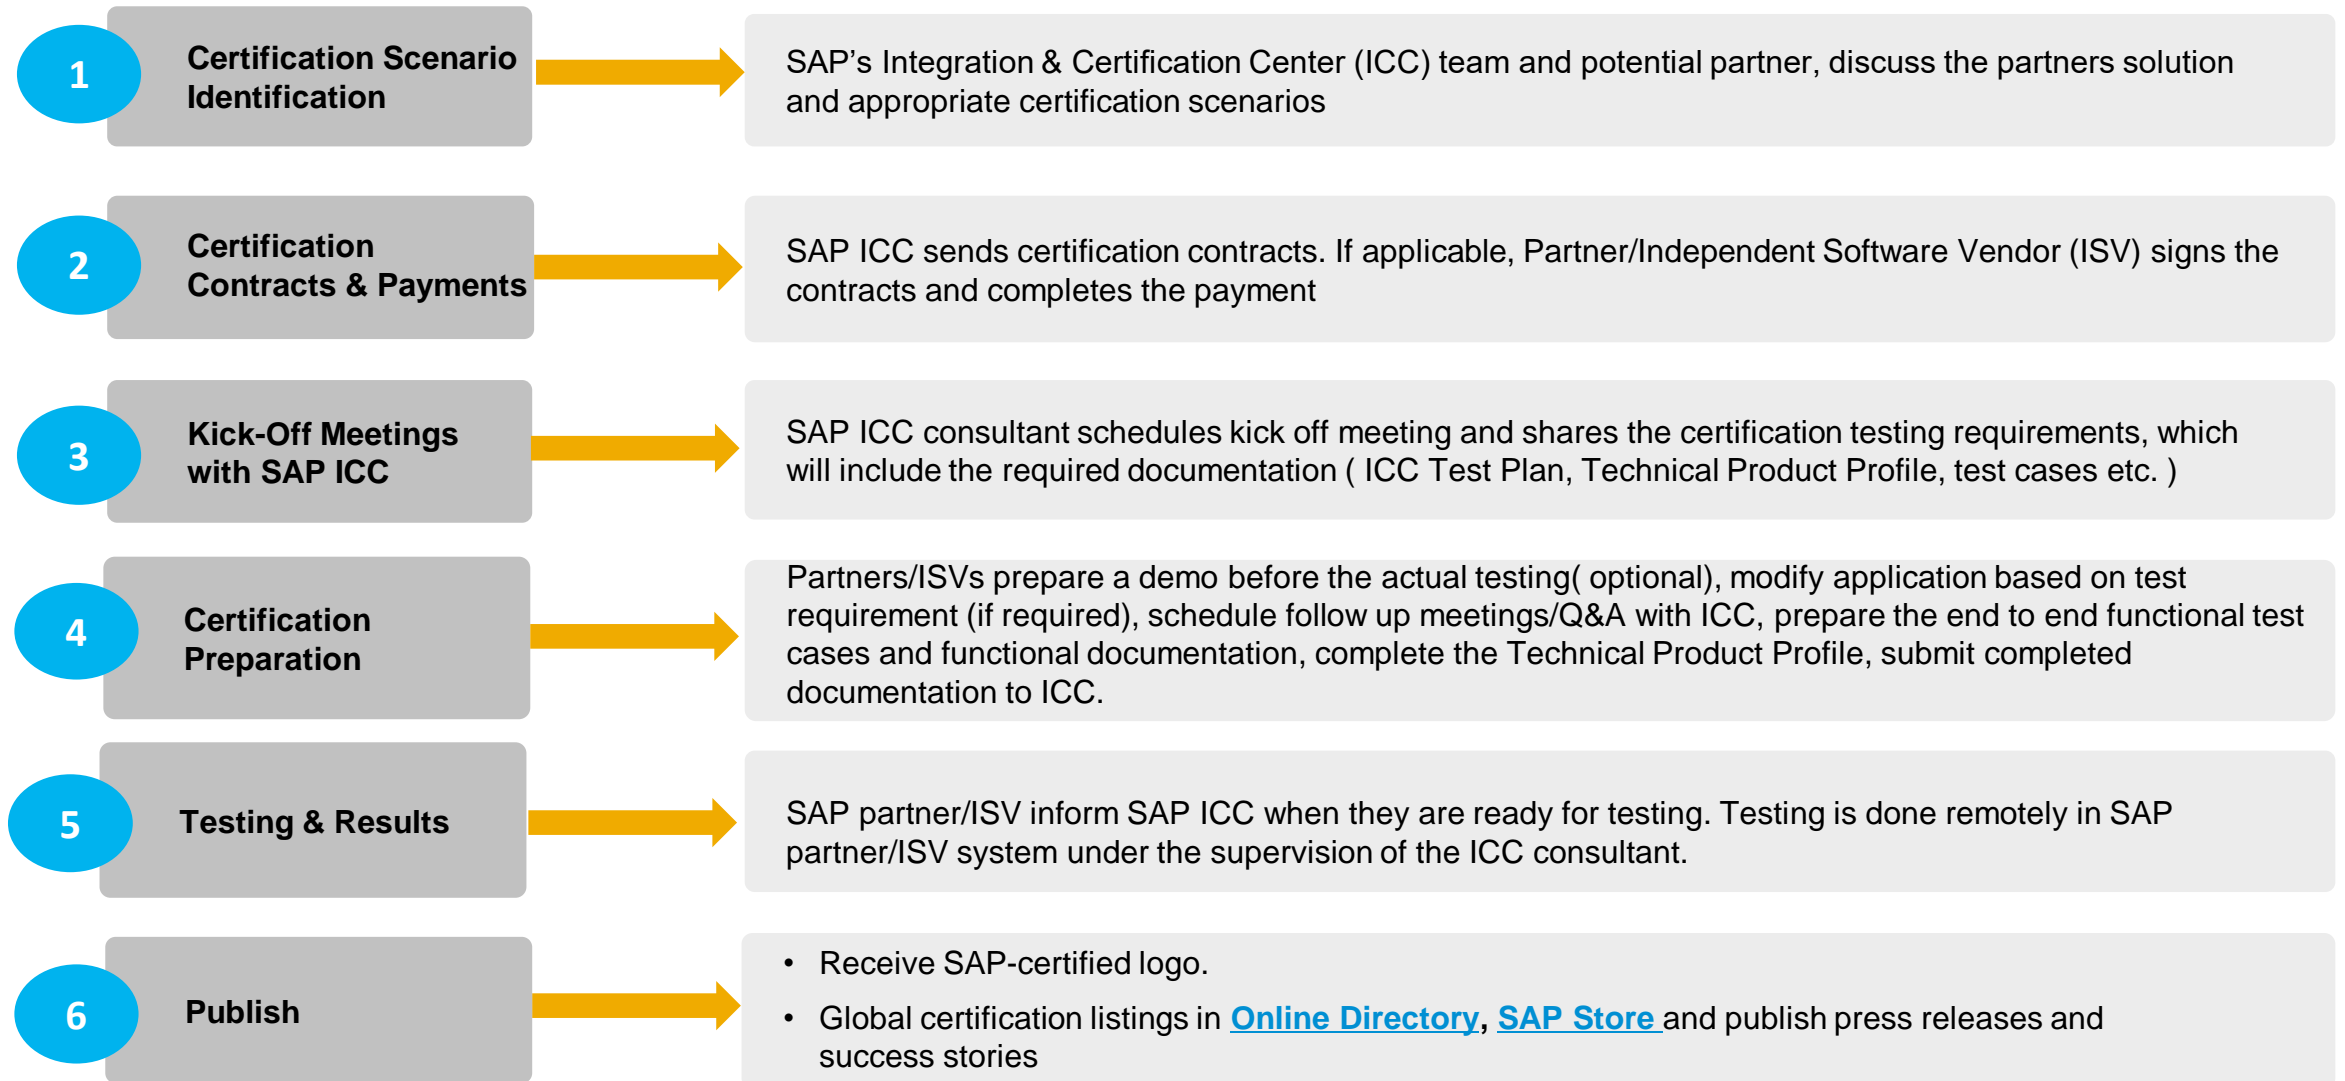 1
Certification Scenario
Identification
SAP’s Integration & Certification Center (ICC) team and potential partner, discuss the partners solution
and appropriate certification scenarios
2
Certification
Contracts & Payments
SAP ICC sends certification contracts. If applicable, Partner/Independent Software Vendor (ISV) signs the
contracts and completes the payment
3
Kick-Off Meetings
with SAP ICC
SAP ICC consultant schedules kick off meeting and shares the certification testing requirements, which
will include the required documentation ( ICC Test Plan, Technical Product Profile, test cases etc. )
4
Certification
Preparation
Partners/ISVs prepare a demo before the actual testing( optional), modify application based on test
requirement (if required), schedule follow up meetings/Q&A with ICC, prepare the end to end functional test
cases and functional documentation, complete the Technical Product Profile, submit completed
documentation to ICC.
5
Testing & Results
SAP partner/ISV inform SAP ICC when they are ready for testing. Testing is done remotely in SAP
partner/ISV system under the supervision of the ICC consultant.
6
Publish
• Receive SAP-certified logo.
• Global certification listings in Online Directory, SAP Store and publish press releases and
success stories